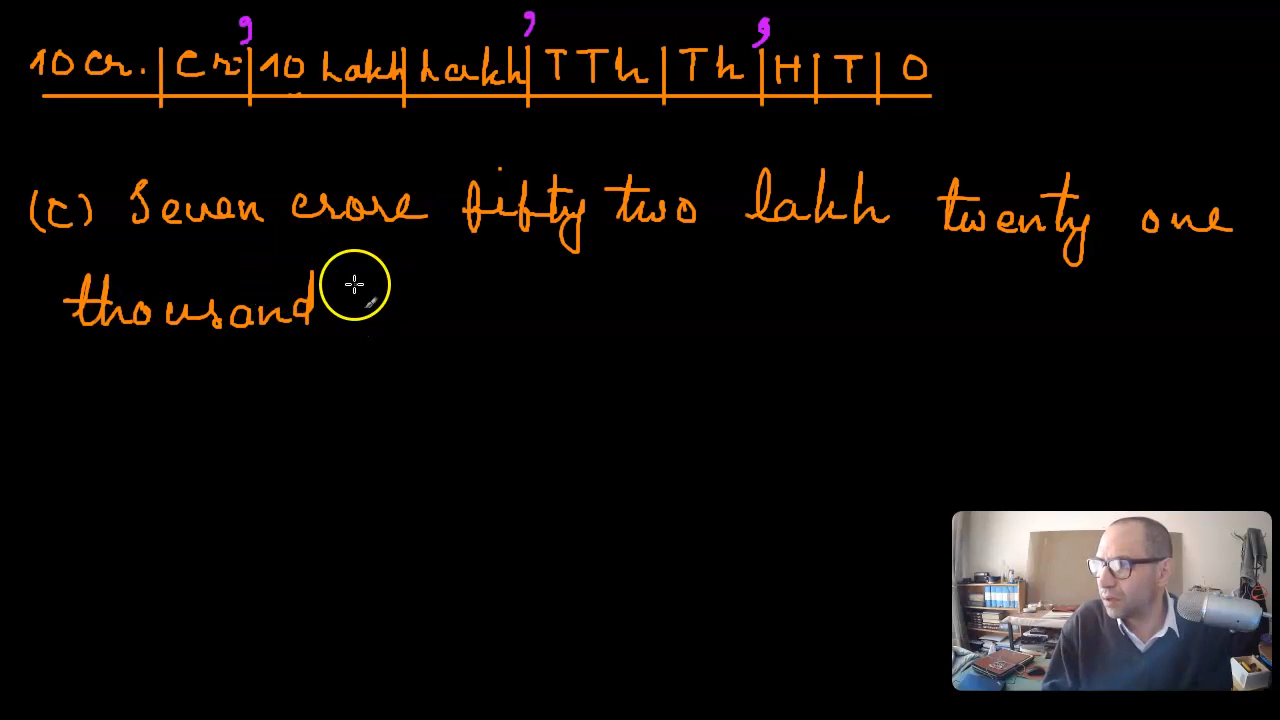 10 Cr. | Cr. , | 10 Lakh | Lakh , | T Th | Th , | H | T | O
(C) Seven crore fifty two lakh twenty one
thousand